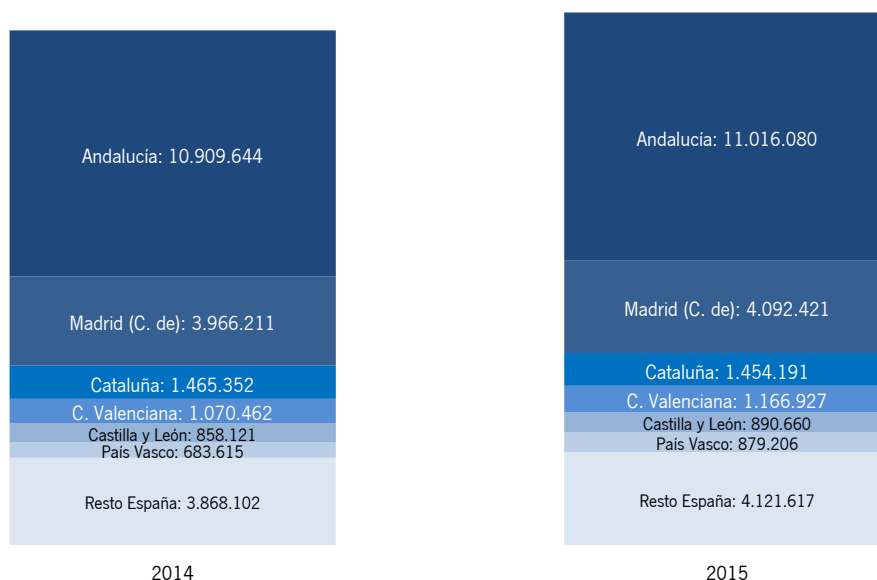 Andalucía: 10.909.644
Madrid (C. de): 3.966.211
Cataluña: 1.465.352
C. Valenciana: 1.070.462
Castilla y León: 858.121
País Vasco: 683.615
Resto España: 3.868.102
2014
Andalucía: 11.016.080
Madrid (C. de): 4.092.421
Cataluña: 1.454.191
C. Valenciana: 1.166.927
Castilla y León: 890.660
País Vasco: 879.206
Resto España: 4.121.617
2015